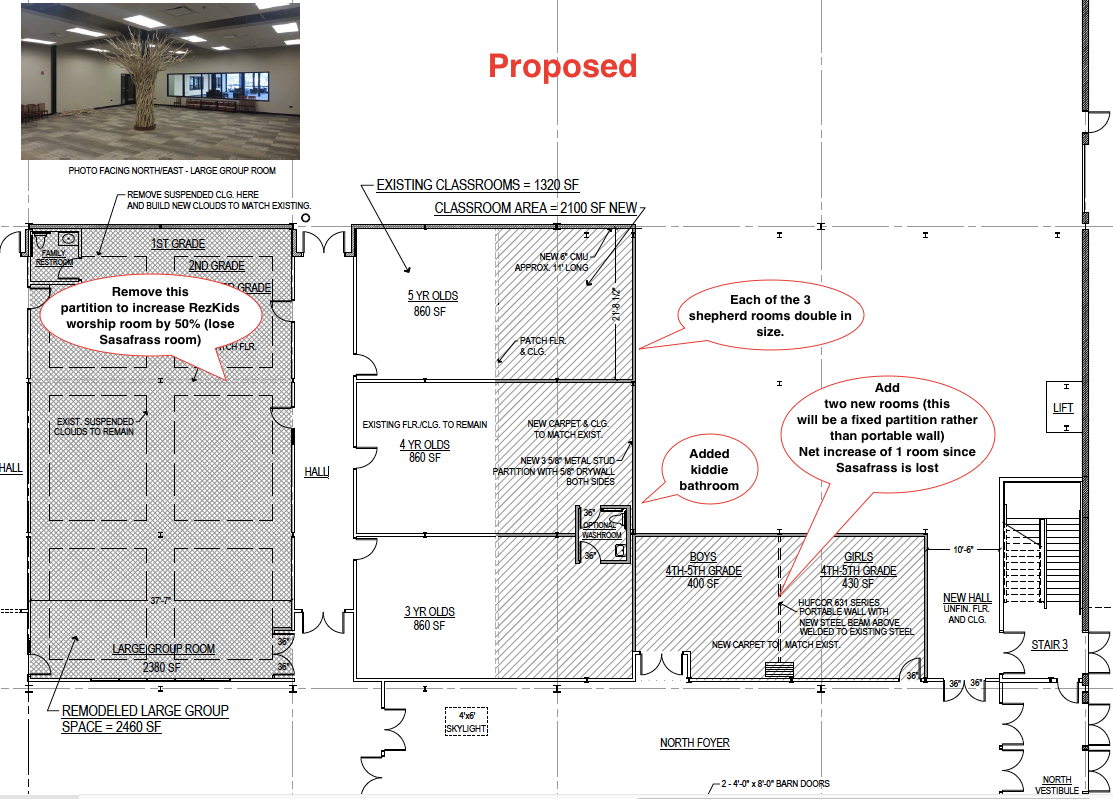 Proposed
PHOTO FACING NORTH/EAST - LARGE GROUP ROOM
REMOVE SUSPENDED CLG. HERE
AND BUILD NEW CLOUDS TO MATCH EXISTING.
EXISTING CLASSROOMS = 1320 SF
CLASSROOM AREA = 2100 SF NEW
1ST GRADE
FAMILY
RESTROOM
2ND GRADE
GRADE
Remove this
partition to increase RezKids
worship room by 50% (lose
Sasafrass room)
FLR.
EXIST. SUSPENDED
CLOUDS TO REMAIN
HALL
HALL
37'-7"
36"
LARGE GROUP ROOM
2380 SF
36"
REMODELED LARGE GROUP
SPACE = 2460 SF
NEW 6" CMU
APPROX. 11' LONG
5 YR OLDS
860 SF
21'-8 1/2"
PATCH FLR.
& CLG.
Each of the 3
shepherd rooms double in
size.
EXISTING FLR./CLG. TO REMAIN
4 YR OLDS
860 SF
NEW CARPET & CLG.
TO MATCH EXIST.
NEW 3 5/8" METAL STUD
PARTITION WITH 5/8" DRYWALL
BOTH SIDES
Added
kiddie
bathroom
Add
two new rooms (this
will be a fixed partition rather
than portable wall)
Net increase of 1 room since
Sasafrass is lost
LIFT
36"
OPTIONAL
WASHROOM
36"
3 YR OLDS
860 SF
BOYS
4TH-5TH GRADE
400 SF
GIRLS
4TH-5TH GRADE
430 SF
HUFCOR 631 SERIES
PORTABLE WALL WITH
NEW STEEL BEAM ABOVE
WELDED TO EXISTING STEEL
NEW CARPET TO MATCH EXIST.
36"
10'-6"
NEW HALL
UNFIN. FLR.
AND CLG.
STAIR 3
36" 36"
4'x6'
SKYLIGHT
NORTH FOYER
2 - 4'-0" x 8'-0" BARN DOORS
NORTH
VESTIBULE